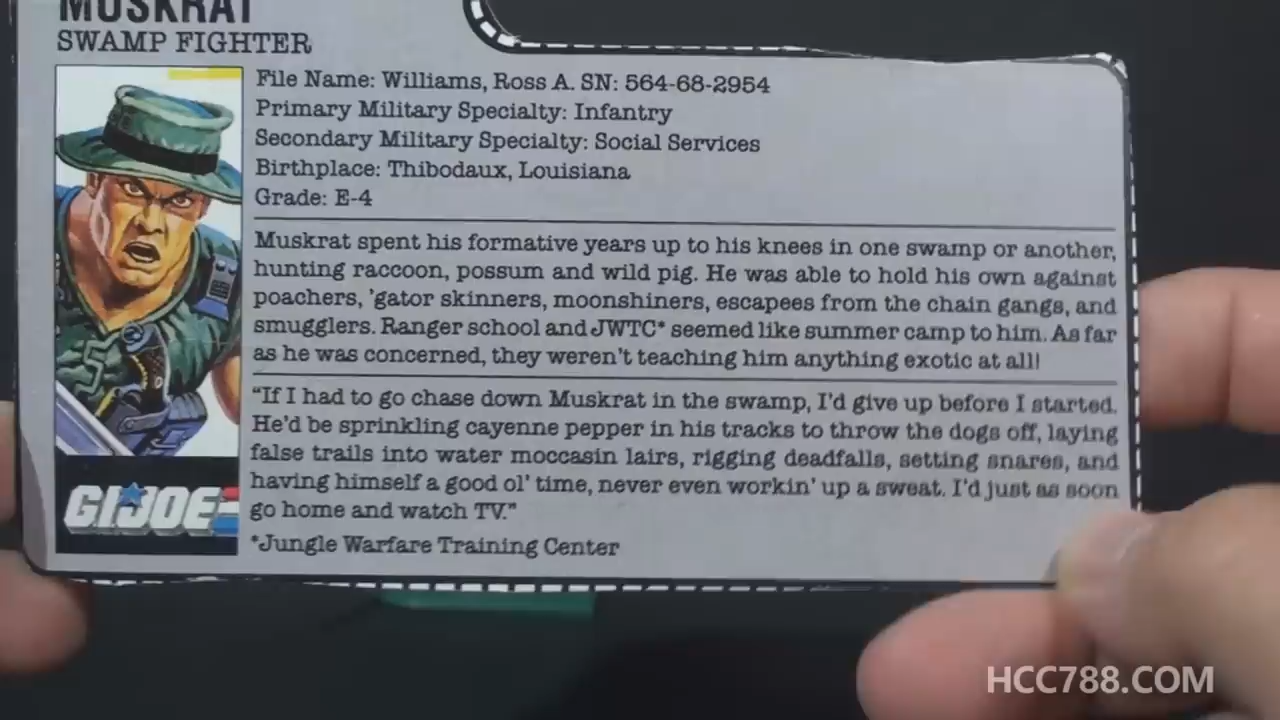 MUSKRAT
SWAMP FIGHTER
File Name: Williams, Ross A. SN: 564-68-2954
Primary Military Specialty: Infantry
Secondary Military Specialty: Social Services
Birthplace: Thibodaux, Louisiana
Grade: E-4
Muskrat spent his formative years up to his knees in one swamp or another,
hunting raccoon, possum and wild pig. He was able to hold his own against
poachers, 'gator skinners, moonshiners, escapees from the chain gangs, and
smugglers. Ranger school and JWTC* seemed like summer camp to him. As far
as he was concerned, they weren't teaching him anything exotic at all!
"If I had to go chase down Muskrat in the swamp, I'd give up before I started.
He'd be sprinkling cayenne pepper in his tracks to throw the dogs off, laying
false trails into water moccasin lairs, rigging deadfalls, setting snares, and
having himself a good ol' time, never even workin' up a sweat. I'd just as soon
go home and watch TV."
*Jungle Warfare Training Center
GI JOE
HCC788.COM